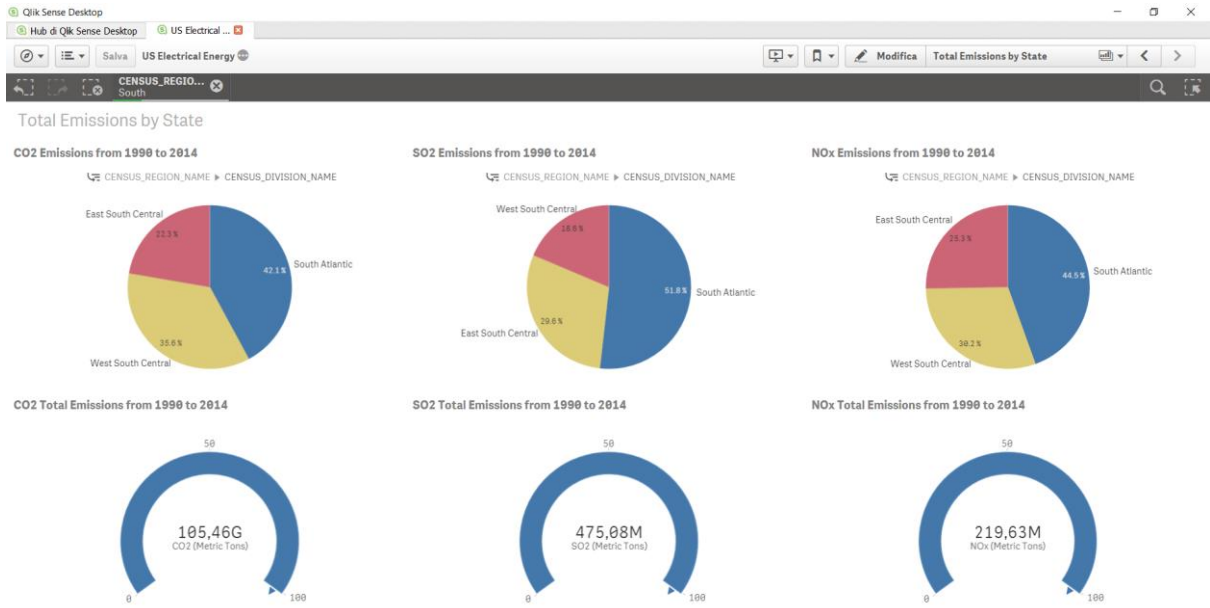 Qlik Sense Desktop
Hub di Qlik Sense Desktop US Electrical ...
Salva US Electrical Energy Modifica Total Emissions by State
CENSUS_REGIO...
South
Total Emissions by State
CO2 Emissions from 1990 to 2014
CENSUS_REGION_NAME CENSUS_DIVISION_NAME
East South Central
22.3 %
42.1 %
South Atlantic
35.6 %
West South Central
SO2 Emissions from 1990 to 2014
CENSUS_REGION_NAME CENSUS_DIVISION_NAME
West South Central
18.6 %
51.8 %
South Atlantic
29.6 %
East South Central
NOx Emissions from 1990 to 2014
CENSUS_REGION_NAME CENSUS_DIVISION_NAME
East South Central
25.3 %
44.5 %
South Atlantic
30.2 %
West South Central
CO2 Total Emissions from 1990 to 2014
50
105,46G
CO2 (Metric Tons)
0
100
SO2 Total Emissions from 1990 to 2014
50
475,08M
SO2 (Metric Tons)
0
100
NOx Total Emissions from 1990 to 2014
50
219,63M
NOx (Metric Tons)
0
100